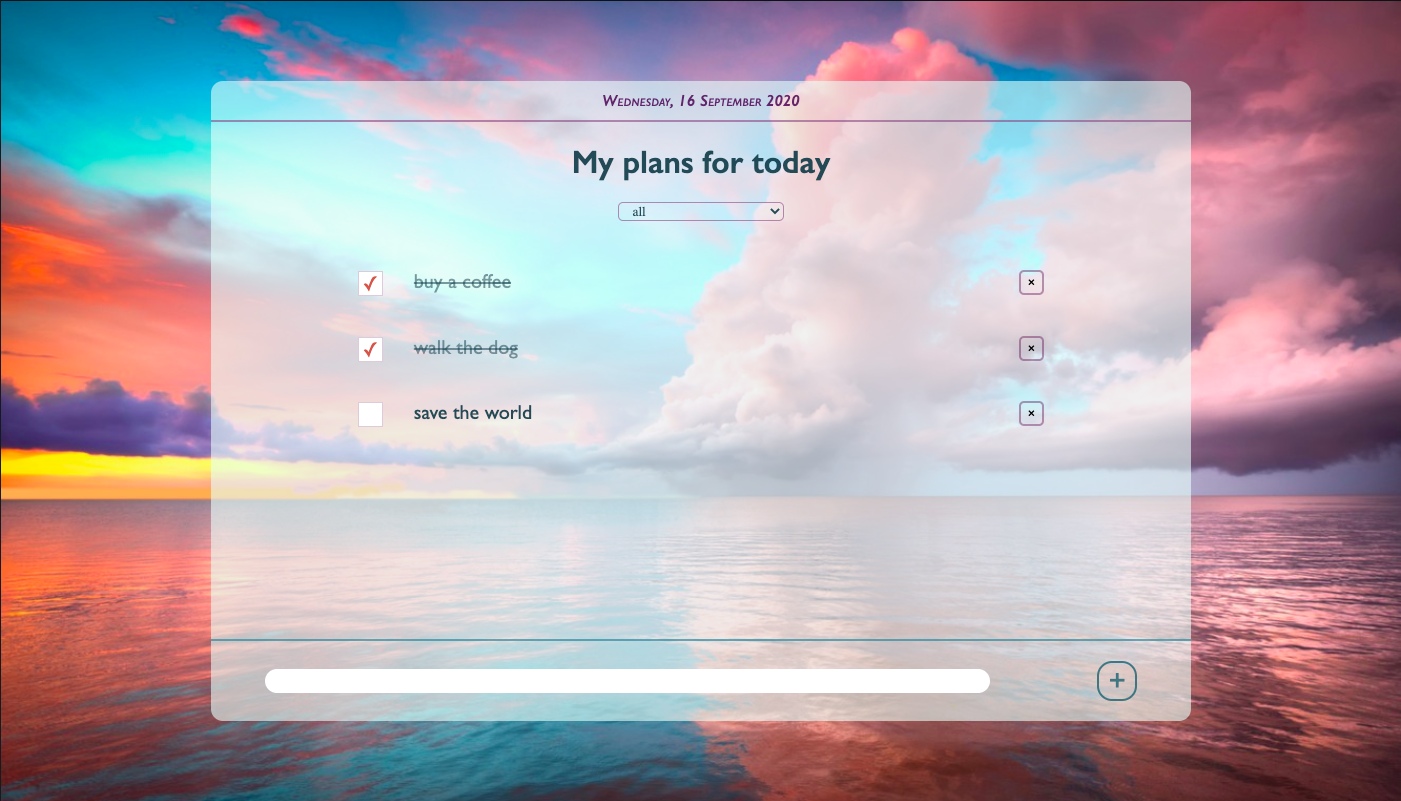 Wednesday, 16 September 2020
My plans for today
all
buy a coffee ×
walk the dog ×
save the world ×
+